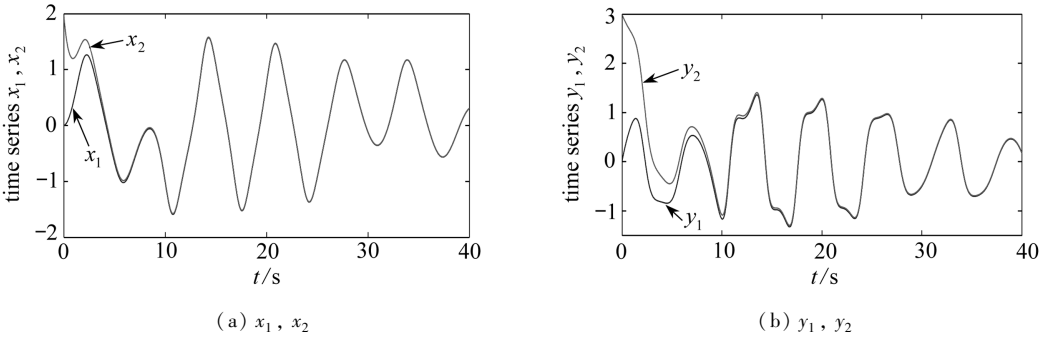 2
1
0
−1
−2
0
10
20
30
40
time series x₁ , x₂
t/s
x₂
x₁
(a) x₁ , x₂
3
2
1
0
−1
0
10
20
30
40
time series y₁ , y₂
t/s
y₂
y₁
(b) y₁ , y₂